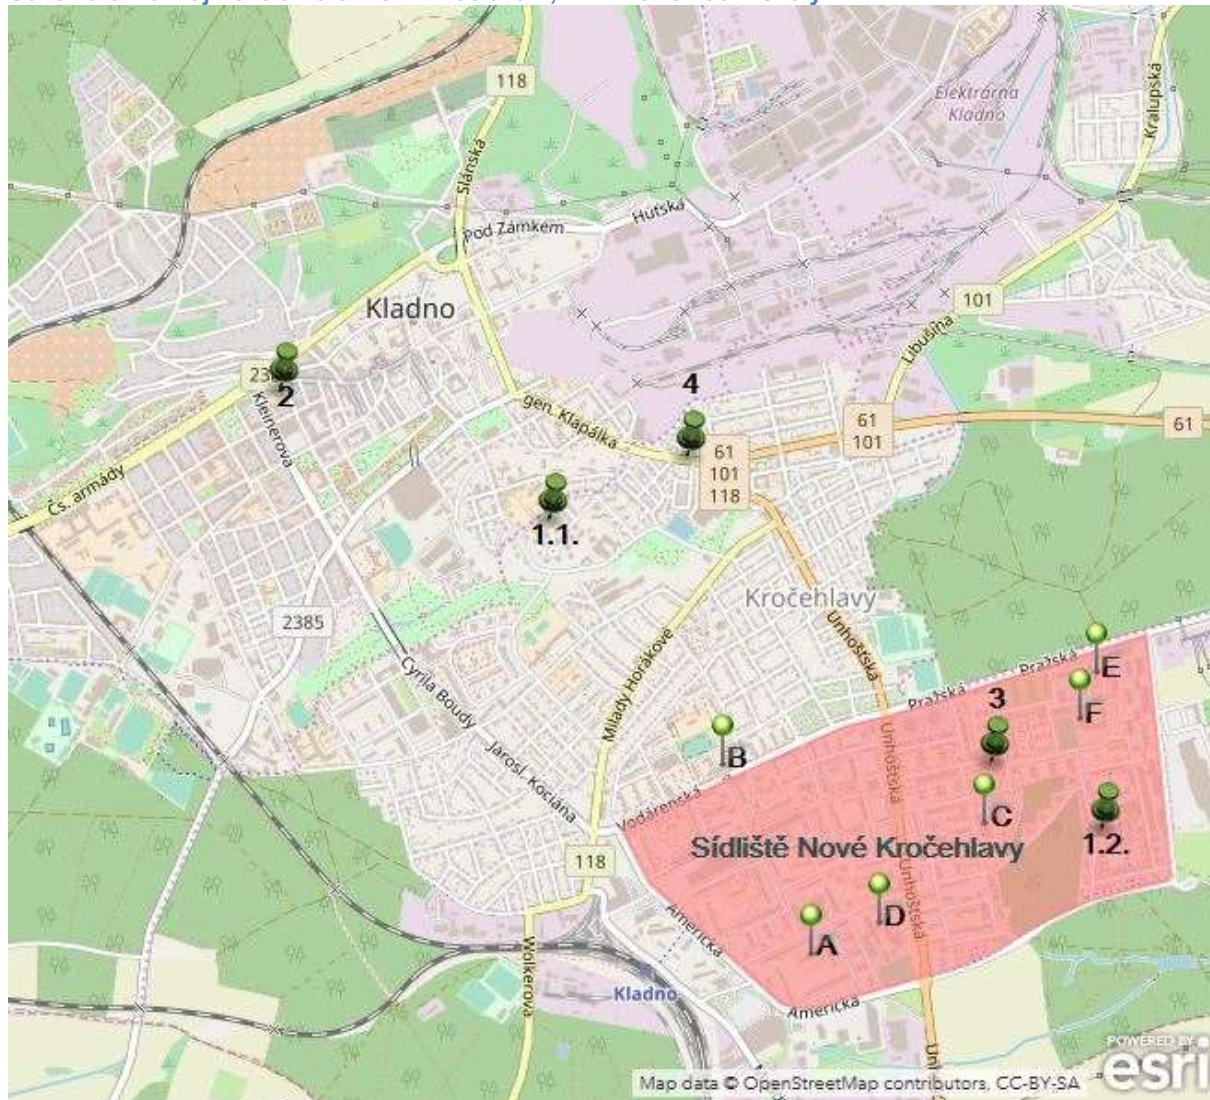 118
Elektrárna
Kladno
Kralupská
Slánská
Huťská
Pod Zámkem
101
Kladno
Libušina
2
Kleinerova
4
gen. Klapálka
61
101
61
61
101
118
Čs. armády
1.1.
Kročehlavy
2385
Unhošťská
Milady Horákové
Cyrila Boudy
Pražská
Pražská
E
F
3
B
Unhošťská
Jarosl. Kociána
Vodárenská
C
1.2.
Sídliště Nové Kročehlavy
118
Unhošťská
D
A
Americká
Wolkerova
Kladno
Americká
POWERED BY
esri
Map data © OpenStreetMap contributors, CC-BY-SA